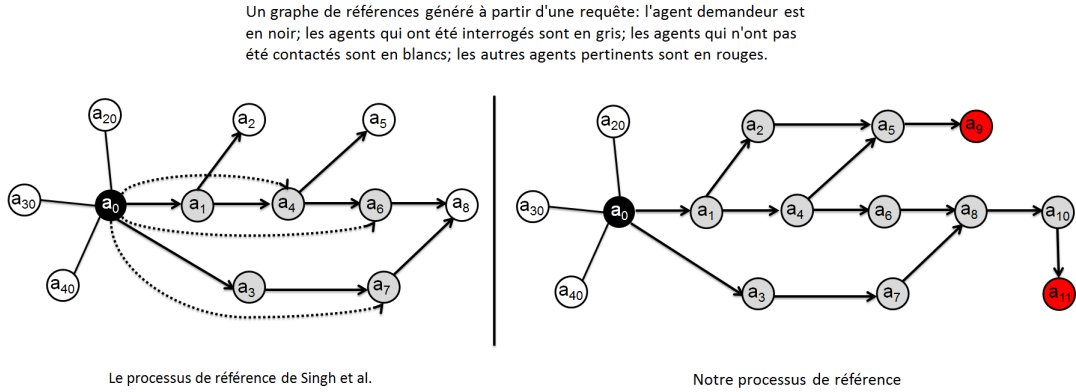 Un graphe de références généré à partir d'une requête: l'agent demandeur est
en noir; les agents qui ont été interrogés sont en gris; les agents qui n'ont pas
été contactés sont en blancs; les autres agents pertinents sont en rouges.
a20
a2
a5
a30
a0
a1
a4
a6
a8
a40
a3
a7
a20
a2
a5
a9
a30
a0
a1
a4
a6
a8
a10
a40
a3
a7
a11
Le processus de référence de Singh et al.
Notre processus de référence